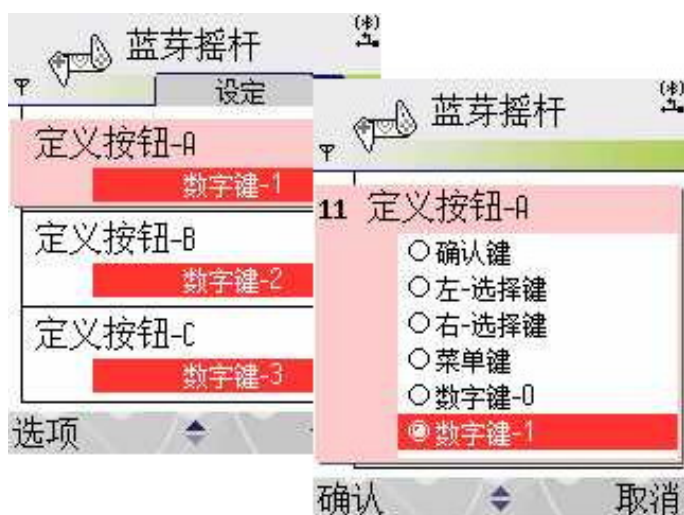 蓝芽摇杆
设定
定义按钮-A
数字键-1
定义按钮-B
数字键-2
定义按钮-C
数字键-3
选项
蓝芽摇杆
11 定义按钮-A
确认键
左-选择键
右-选择键
菜单键
数字键-0
数字键-1
确认 取消